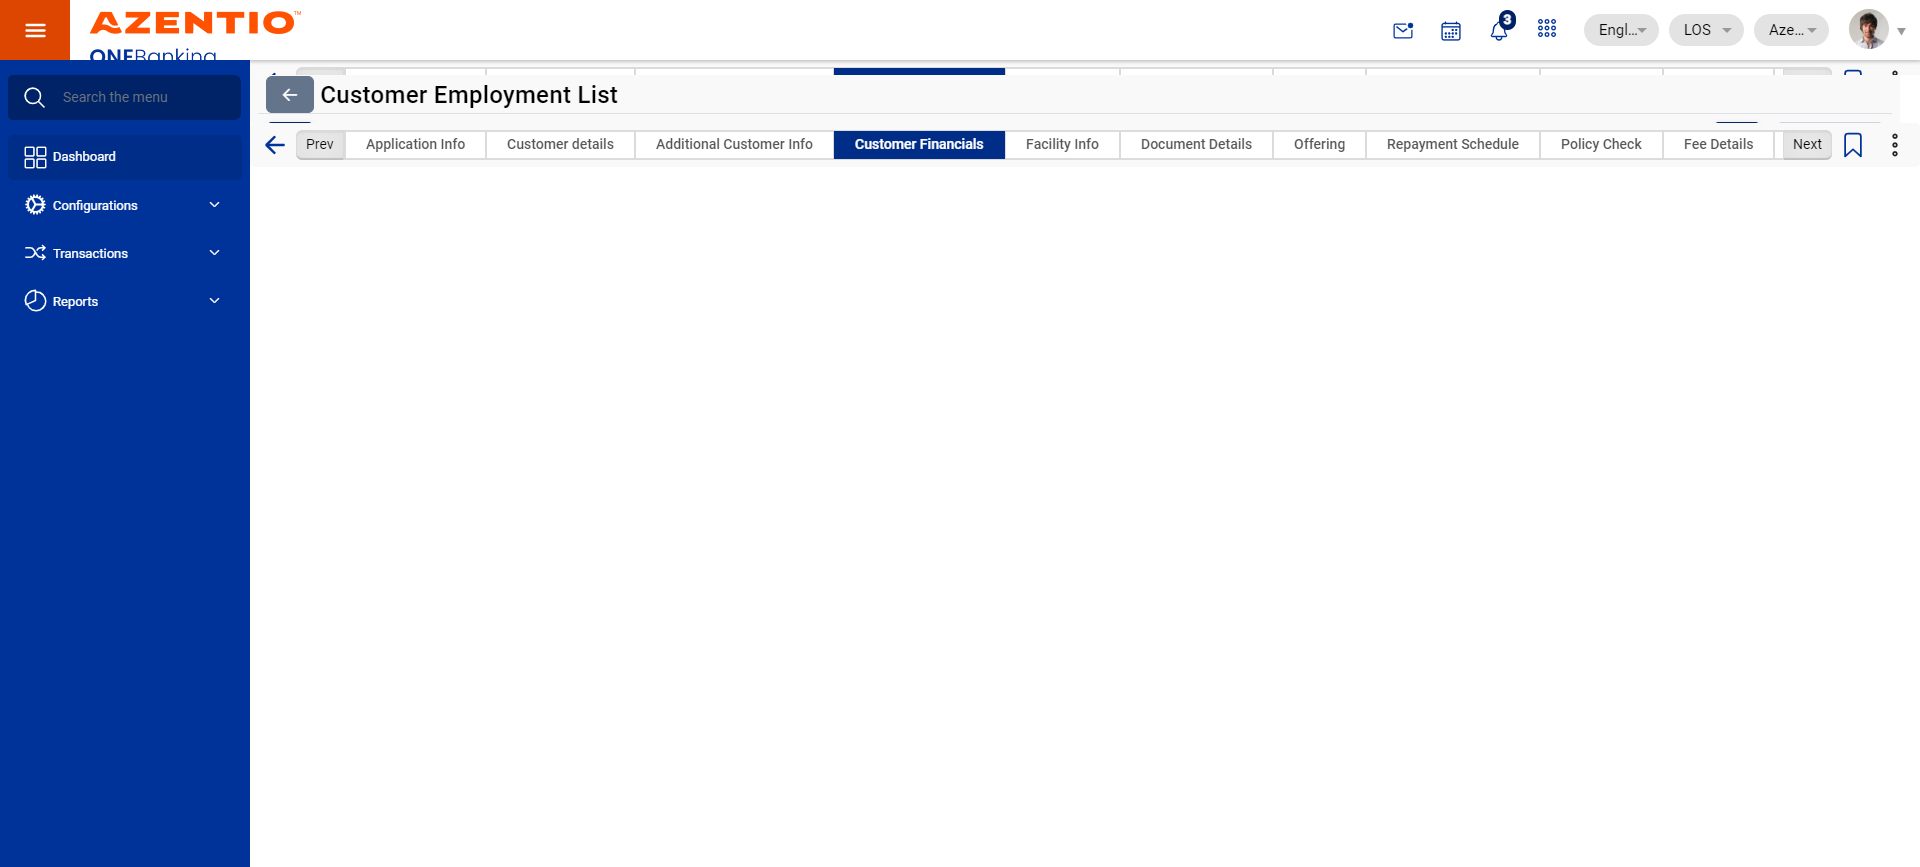 AZENTIO™
ONEBanking
3
Engl...
LOS
Aze...
Search the menu
Customer Employment List
Prev
Application Info
Customer details
Additional Customer Info
Customer Financials
Facility Info
Document Details
Offering
Repayment Schedule
Policy Check
Fee Details
Next
Dashboard
Configurations
Transactions
Reports